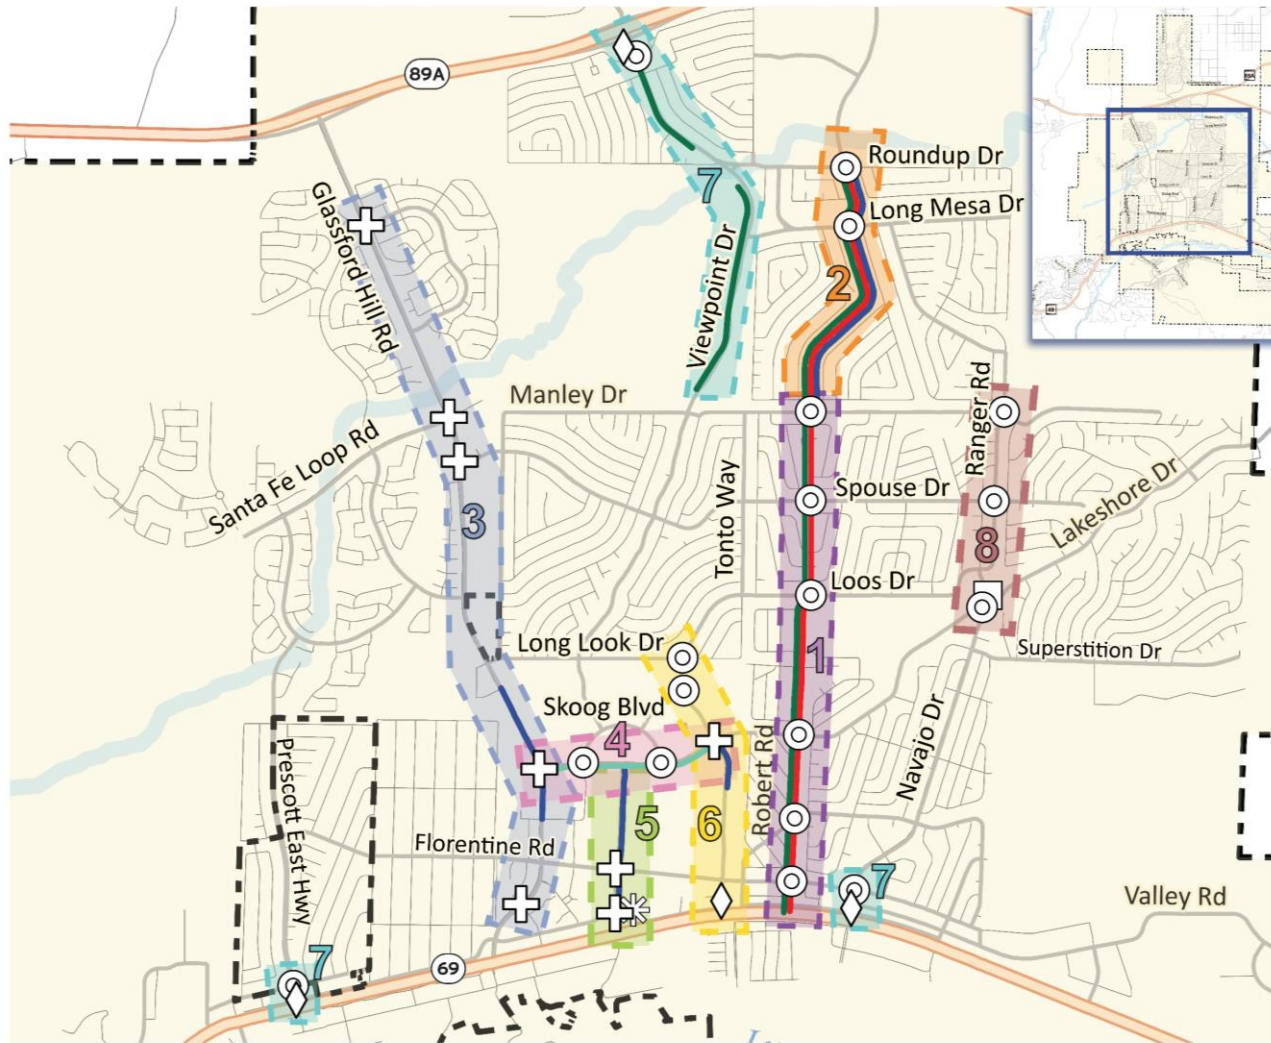 89A
Roundup Dr
7
Long Mesa Dr
Glassford Hill Rd
2
Viewpoint Dr
Manley Dr
Ranger Rd
Santa Fe Loop Rd
Tonto Way
Spouse Dr
Lakeshore Dr
3
8
Loos Dr
Long Look Dr
1
Superstition Dr
Skoog Blvd
4
Prescott East Hwy
Robert Rd
Navajo Dr
5
6
Florentine Rd
7
Valley Rd
7
69